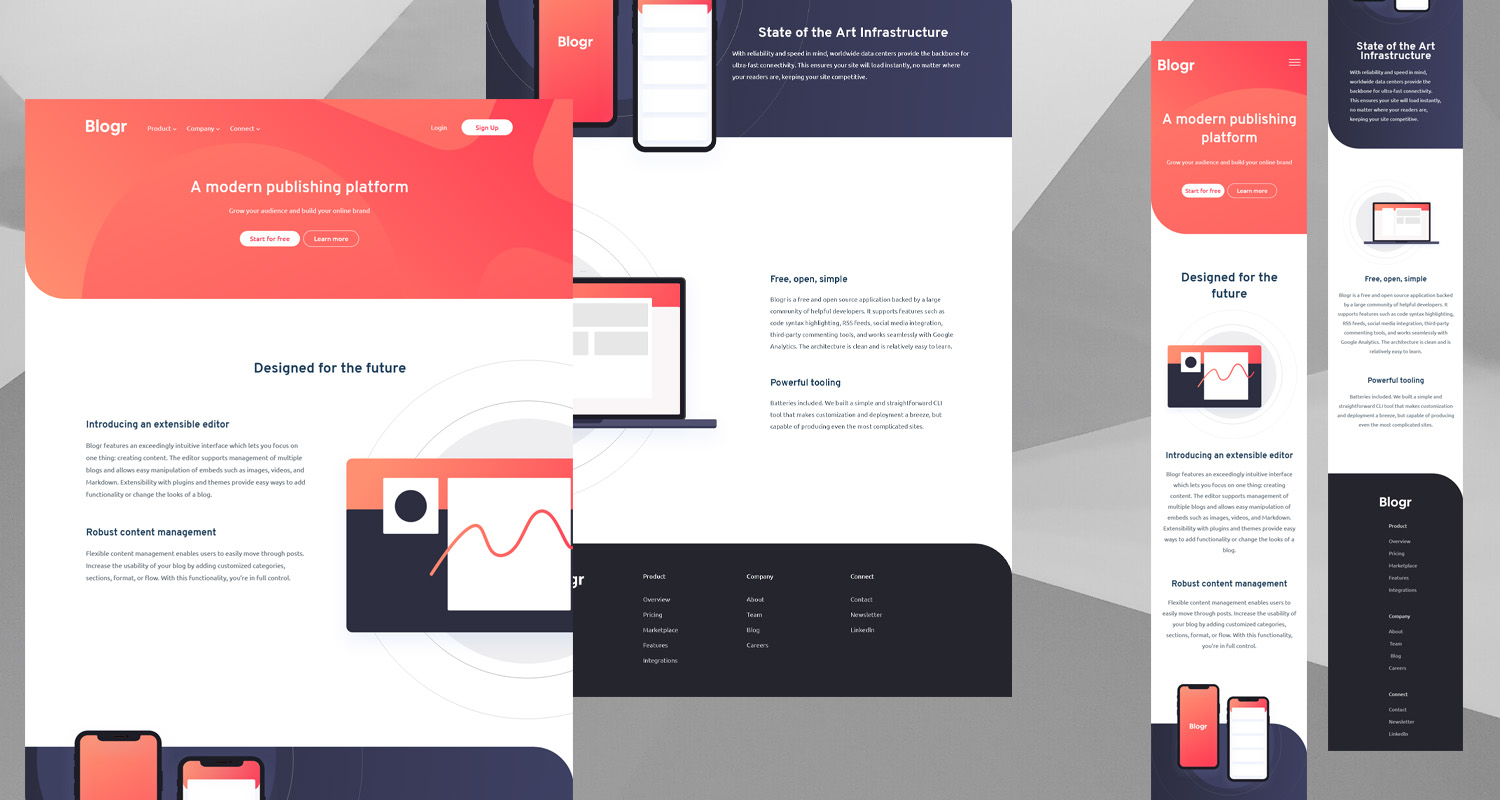 Blogr
Product
Company
Connect
Login
Sign Up
A modern publishing platform
Grow your audience and build your online brand
Start for free
Learn more
Designed for the future
Introducing an extensible editor
Blogr features an exceedingly intuitive interface which lets you focus on
one thing: creating content. The editor supports management of multiple
blogs and allows easy manipulation of embeds such as images, videos, and
Markdown. Extensibility with plugins and themes provide easy ways to add
functionality or change the looks of a blog.
Robust content management
Flexible content management enables users to easily move through posts.
Increase the usability of your blog by adding customized categories,
sections, format, or flow. With this functionality, you're in full control.
Blogr
State of the Art Infrastructure
With reliability and speed in mind, worldwide data centers provide the backbone for
ultra-fast connectivity. This ensures your site will load instantly, no matter where
your readers are, keeping your site competitive.
Free, open, simple
Blogr is a free and open source application backed by a large
community of helpful developers. It supports features such as
code syntax highlighting, RSS feeds, social media integration,
third-party commenting tools, and works seamlessly with Google
Analytics. The architecture is clean and is relatively easy to learn.
Powerful tooling
Batteries included. We built a simple and straightforward CLI
tool that makes customization and deployment a breeze, but
capable of producing even the most complicated sites.
gr
Product
Overview
Pricing
Marketplace
Features
Integrations
Company
About
Team
Blog
Careers
Connect
Contact
Newsletter
LinkedIn
Blogr
A modern publishing
platform
Grow your audience and build your online brand
Start for free
Learn more
Designed for the
future
Introducing an extensible editor
Blogr features an exceedingly intuitive interface
which lets you focus on one thing: creating
content. The editor supports management of
multiple blogs and allows easy manipulation of
embeds such as images, videos, and Markdown.
Extensibility with plugins and themes provide easy
ways to add functionality or change the looks of a
blog.
Robust content management
Flexible content management enables users to
easily move through posts. Increase the usability of
your blog by adding customized categories,
sections, format, or flow. With this functionality,
you're in full control.
Blogr
State of the Art
Infrastructure
With reliability and speed in mind,
worldwide data centers provide the
backbone for ultra-fast connectivity.
This ensures your site will load instantly,
no matter where your readers are,
keeping your site competitive.
Free, open, simple
Blogr is a free and open source application backed
by a large community of helpful developers. It
supports features such as code syntax highlighting,
RSS feeds, social media integration, third-party
commenting tools, and works seamlessly with
Google Analytics. The architecture is clean and is
relatively easy to learn.
Powerful tooling
Batteries included. We built a simple and
straightforward CLI tool that makes customization
and deployment a breeze, but capable of producing
even the most complicated sites.
Blogr
Product
Overview
Pricing
Marketplace
Features
Integrations
Company
About
Team
Blog
Careers
Connect
Contact
Newsletter
LinkedIn